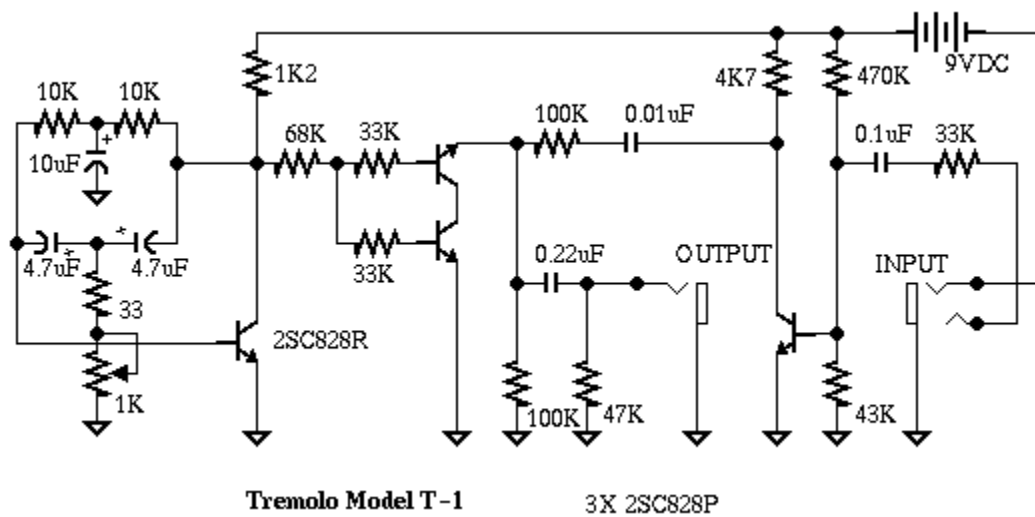 1K2
4K7
470K
9VDC
10K
10K
10uF
+
68K
33K
33K
100K
0.01uF
0.1uF
33K
+
4.7uF
+
4.7uF
0.22uF
OUTPUT
INPUT
33
1K
2SC828R
100K
47K
43K
Tremolo Model T-1
3X 2SC828P